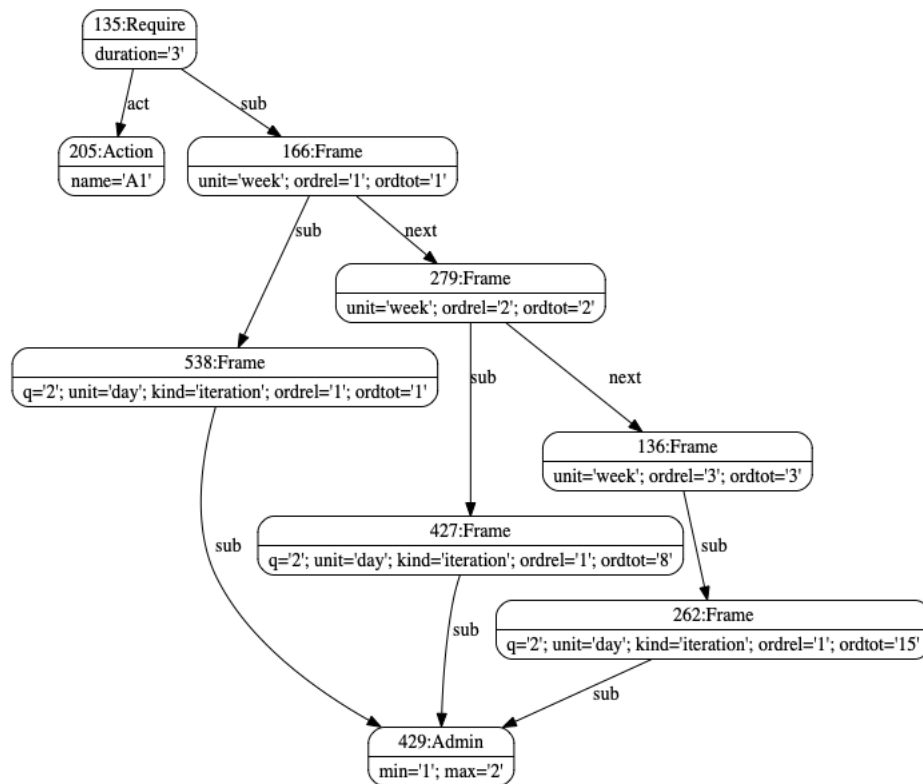 135:Require
duration='3'
act
sub
205:Action
name='A1'
166:Frame
unit='week'; ordrel='1'; ordtot='1'
sub
next
279:Frame
unit='week'; ordrel='2'; ordtot='2'
538:Frame
q='2'; unit='day'; kind='iteration'; ordrel='1'; ordtot='1'
sub
next
136:Frame
unit='week'; ordrel='3'; ordtot='3'
427:Frame
q='2'; unit='day'; kind='iteration'; ordrel='1'; ordtot='8'
sub
sub
262:Frame
q='2'; unit='day'; kind='iteration'; ordrel='1'; ordtot='15'
sub
sub
429:Admin
min='1'; max='2'